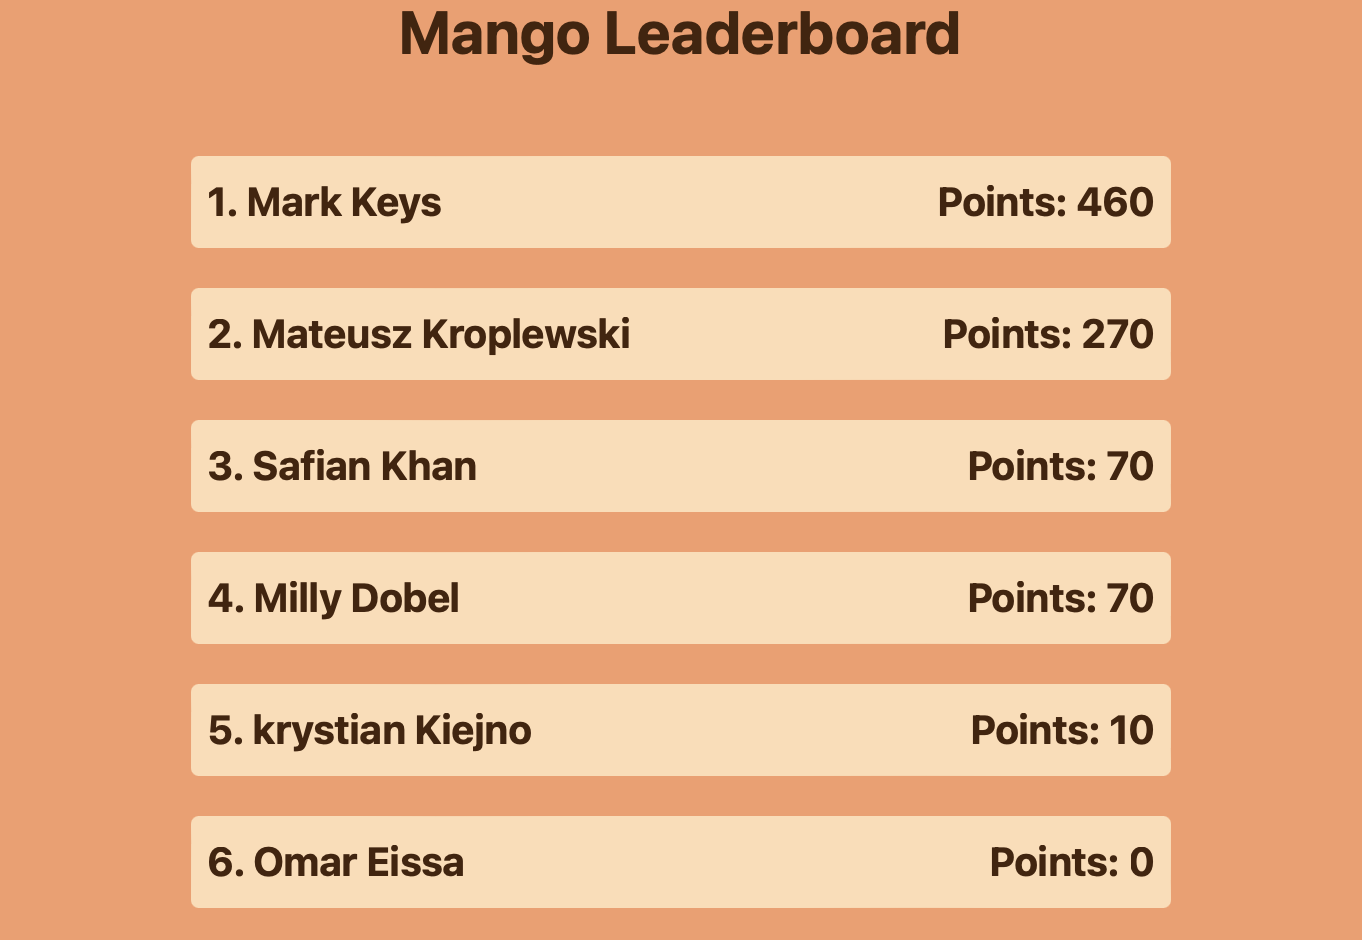 Mango Leaderboard
1. Mark Keys Points: 460
2. Mateusz Kroplewski Points: 270
3. Safian Khan Points: 70
4. Milly Dobel Points: 70
5. krystian Kiejno Points: 10
6. Omar Eissa Points: 0